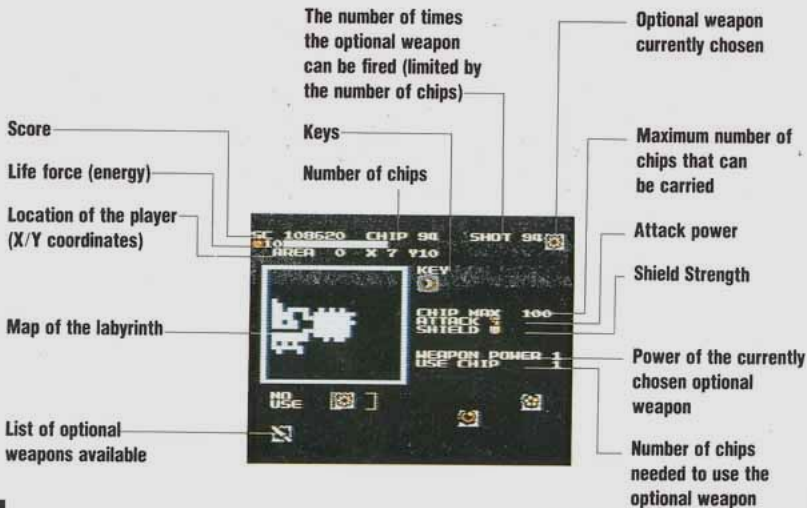 The number of times
the optional weapon
can be fired (limited by
the number of chips)
Optional weapon
currently chosen
Score
Keys
Maximum number of
chips that can
be carried
Life force (energy)
Number of chips
Location of the player
(X/Y coordinates)
Attack power
Shield Strength
SC 108620 CHIP 94 SHOT 94
AREA 0 X 7 Y10
KEY
CHIP MAX 100
ATTACK
SHIELD
Map of the labyrinth
WEAPON POWER 1
USE CHIP 1
Power of the currently
chosen optional
weapon
NO
USE
List of optional
weapons available
Number of chips
needed to use the
optional weapon